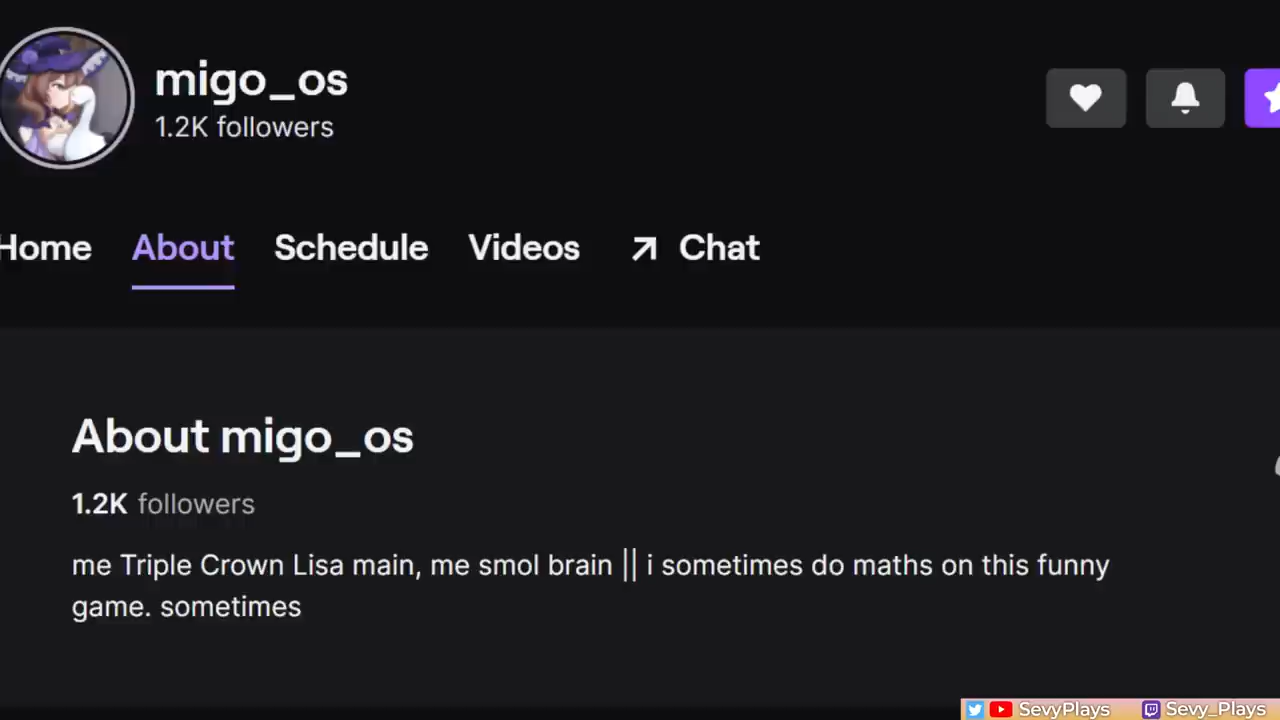 migo_os
1.2K followers
Home About Schedule Videos Chat
About migo_os
1.2K followers
me Triple Crown Lisa main, me smol brain || i sometimes do maths on this funny
game. sometimes
SevyPlays Sevy_Plays